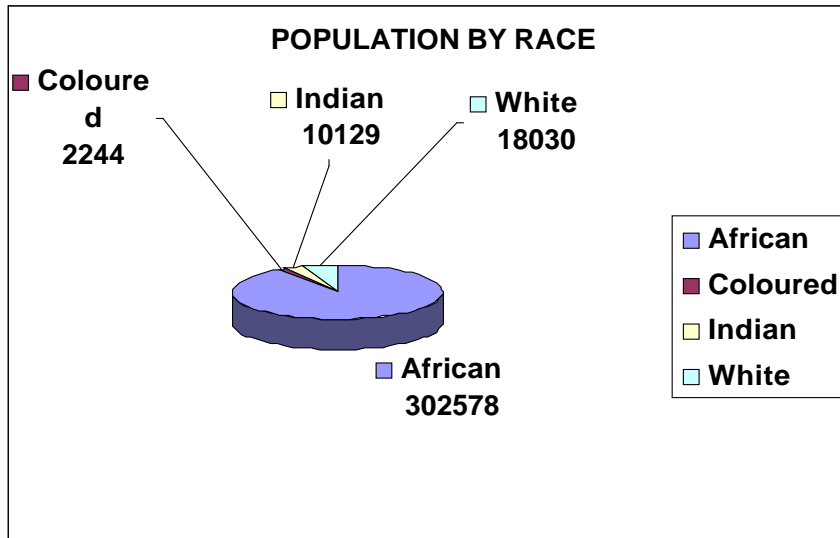 POPULATION BY RACE
Coloure
d
2244
Indian
10129
White
18030
African
302578
African
Coloured
Indian
White